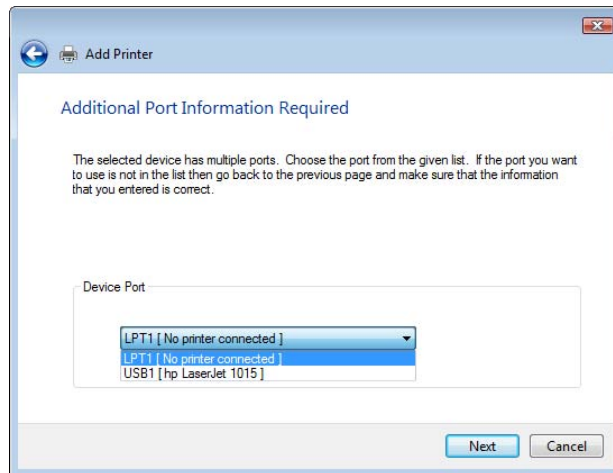 Add Printer
Additional Port Information Required
The selected device has multiple ports. Choose the port from the given list. If the port you want
to use is not in the list then go back to the previous page and make sure that the information
that you entered is correct.
Device Port
LPT1 [ No printer connected ]
LPT1 [ No printer connected ]
USB1 [ hp LaserJet 1015 ]
Next Cancel